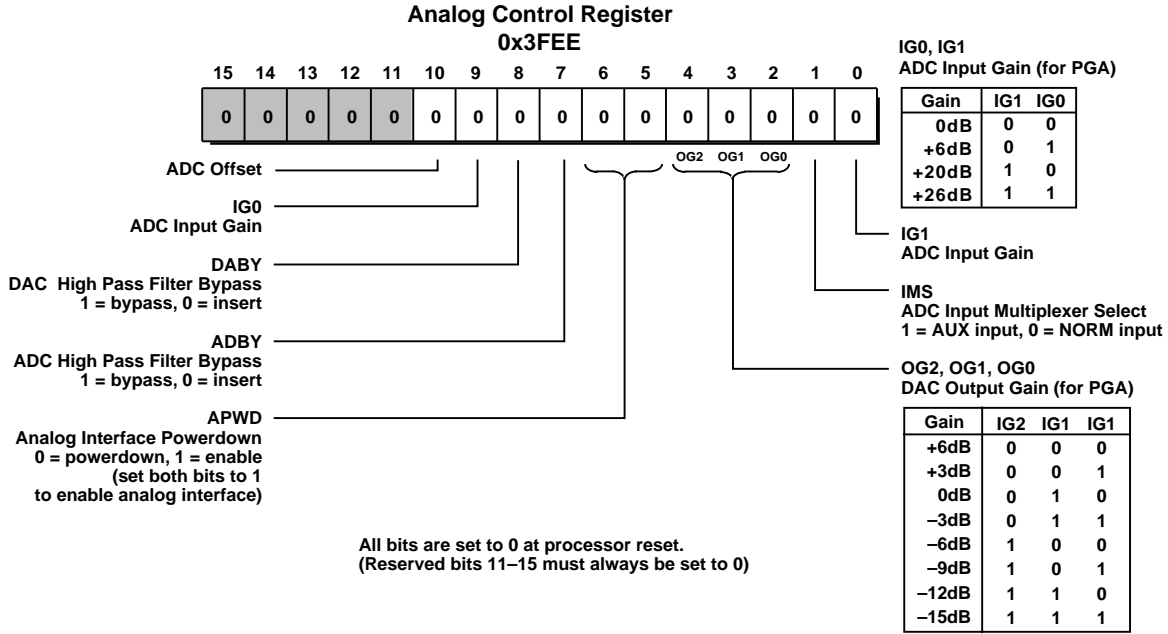 Analog Control Register
0x3FEE
15 14 13 12 11 10 9 8 7 6 5 4 3 2 1 0
0 0 0 0 0 0 0 0 0 0 0 0 0 0 0 0
OG2 OG1 OG0
ADC Offset
IG0
ADC Input Gain
DABY
DAC High Pass Filter Bypass
1 = bypass, 0 = insert
ADBY
ADC High Pass Filter Bypass
1 = bypass, 0 = insert
APWD
Analog Interface Powerdown
0 = powerdown, 1 = enable
(set both bits to 1
to enable analog interface)
IG0, IG1
ADC Input Gain (for PGA)
Gain IG1 IG0
0dB 0 0
+6dB 0 1
+20dB 1 0
+26dB 1 1
IG1
ADC Input Gain
IMS
ADC Input Multiplexer Select
1 = AUX input, 0 = NORM input
OG2, OG1, OG0
DAC Output Gain (for PGA)
Gain IG2 IG1 IG1
+6dB 0 0 0
+3dB 0 0 1
0dB 0 1 0
–3dB 0 1 1
–6dB 1 0 0
–9dB 1 0 1
–12dB 1 1 0
–15dB 1 1 1
All bits are set to 0 at processor reset.
(Reserved bits 11–15 must always be set to 0)